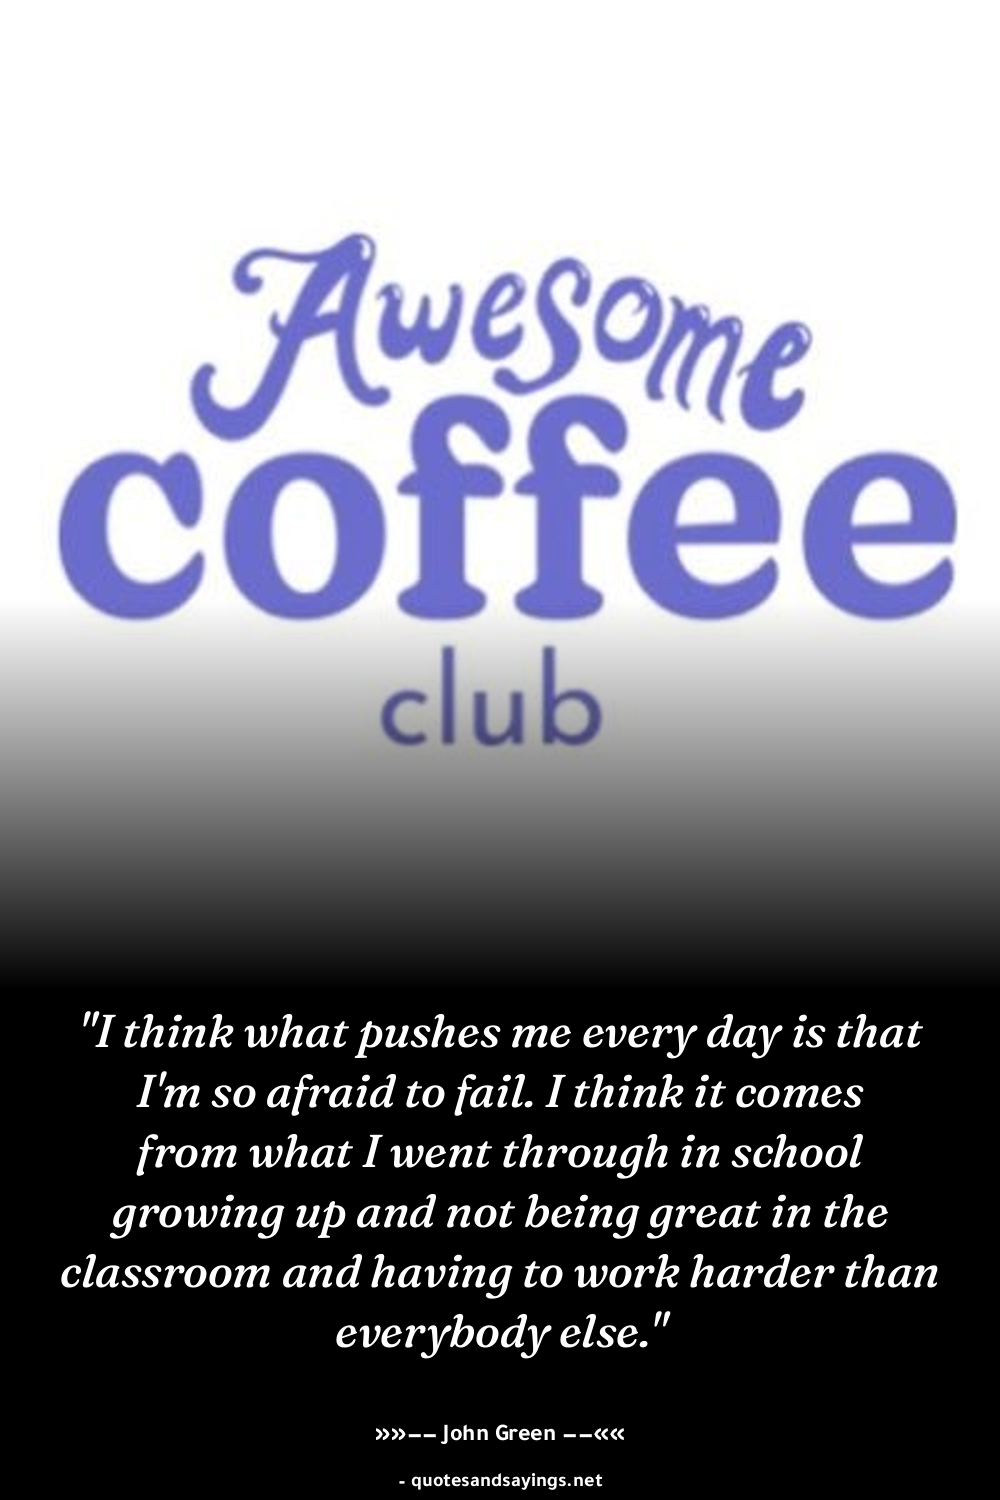 Awesome
coffee
club
"I think what pushes me every day is that
I'm so afraid to fail. I think it comes
from what I went through in school
growing up and not being great in the
classroom and having to work harder than
everybody else."
»»−− John Green −−««
- quotesandsayings.net